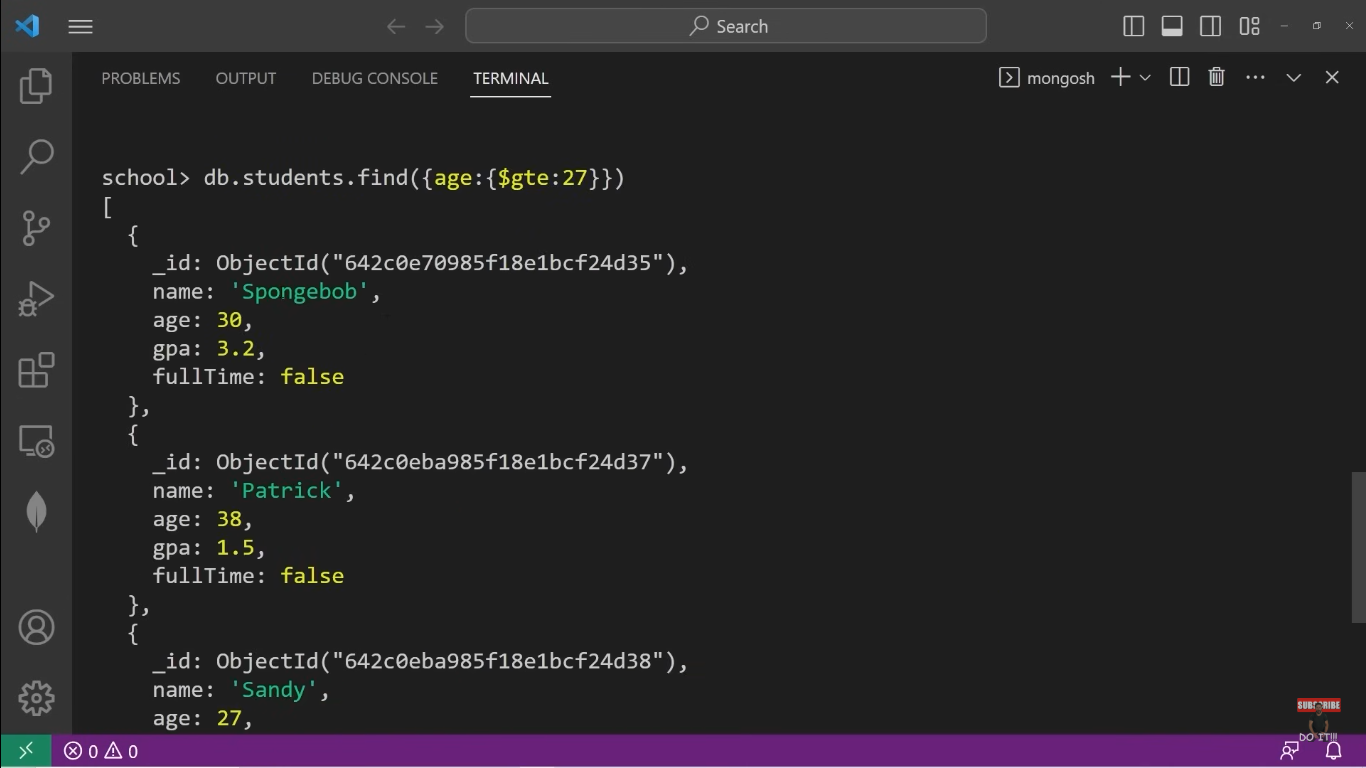 Search
PROBLEMS OUTPUT DEBUG CONSOLE TERMINAL mongosh
school> db.students.find({age:{$gte:27}})
[
  {
    _id: ObjectId("642c0e70985f18e1bcf24d35"),
    name: 'Spongebob',
    age: 30,
    gpa: 3.2,
    fullTime: false
  },
  {
    _id: ObjectId("642c0eba985f18e1bcf24d37"),
    name: 'Patrick',
    age: 38,
    gpa: 1.5,
    fullTime: false
  },
  {
    _id: ObjectId("642c0eba985f18e1bcf24d38"),
    name: 'Sandy',
    age: 27,
SUBSCRIBE
DO IT!!!
0 0